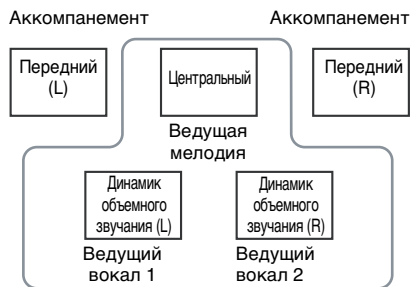 Аккомпанемент Аккомпанемент
Передний
(L)
Центральный
Передний
(R)
Ведущая
мелодия
Динамик
объемного
звучания (L)
Динамик
объемного
звучания (R)
Ведущий
вокал 1
Ведущий
вокал 2